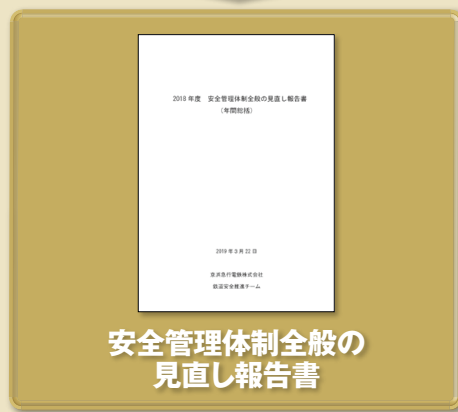 2018 年度　安全管理体制全般の見直し報告書
（年間総括）
2019 年 3 月 22 日
京浜急行電鉄株式会社
鉄道安全推進チーム
安全管理体制全般の
見直し報告書